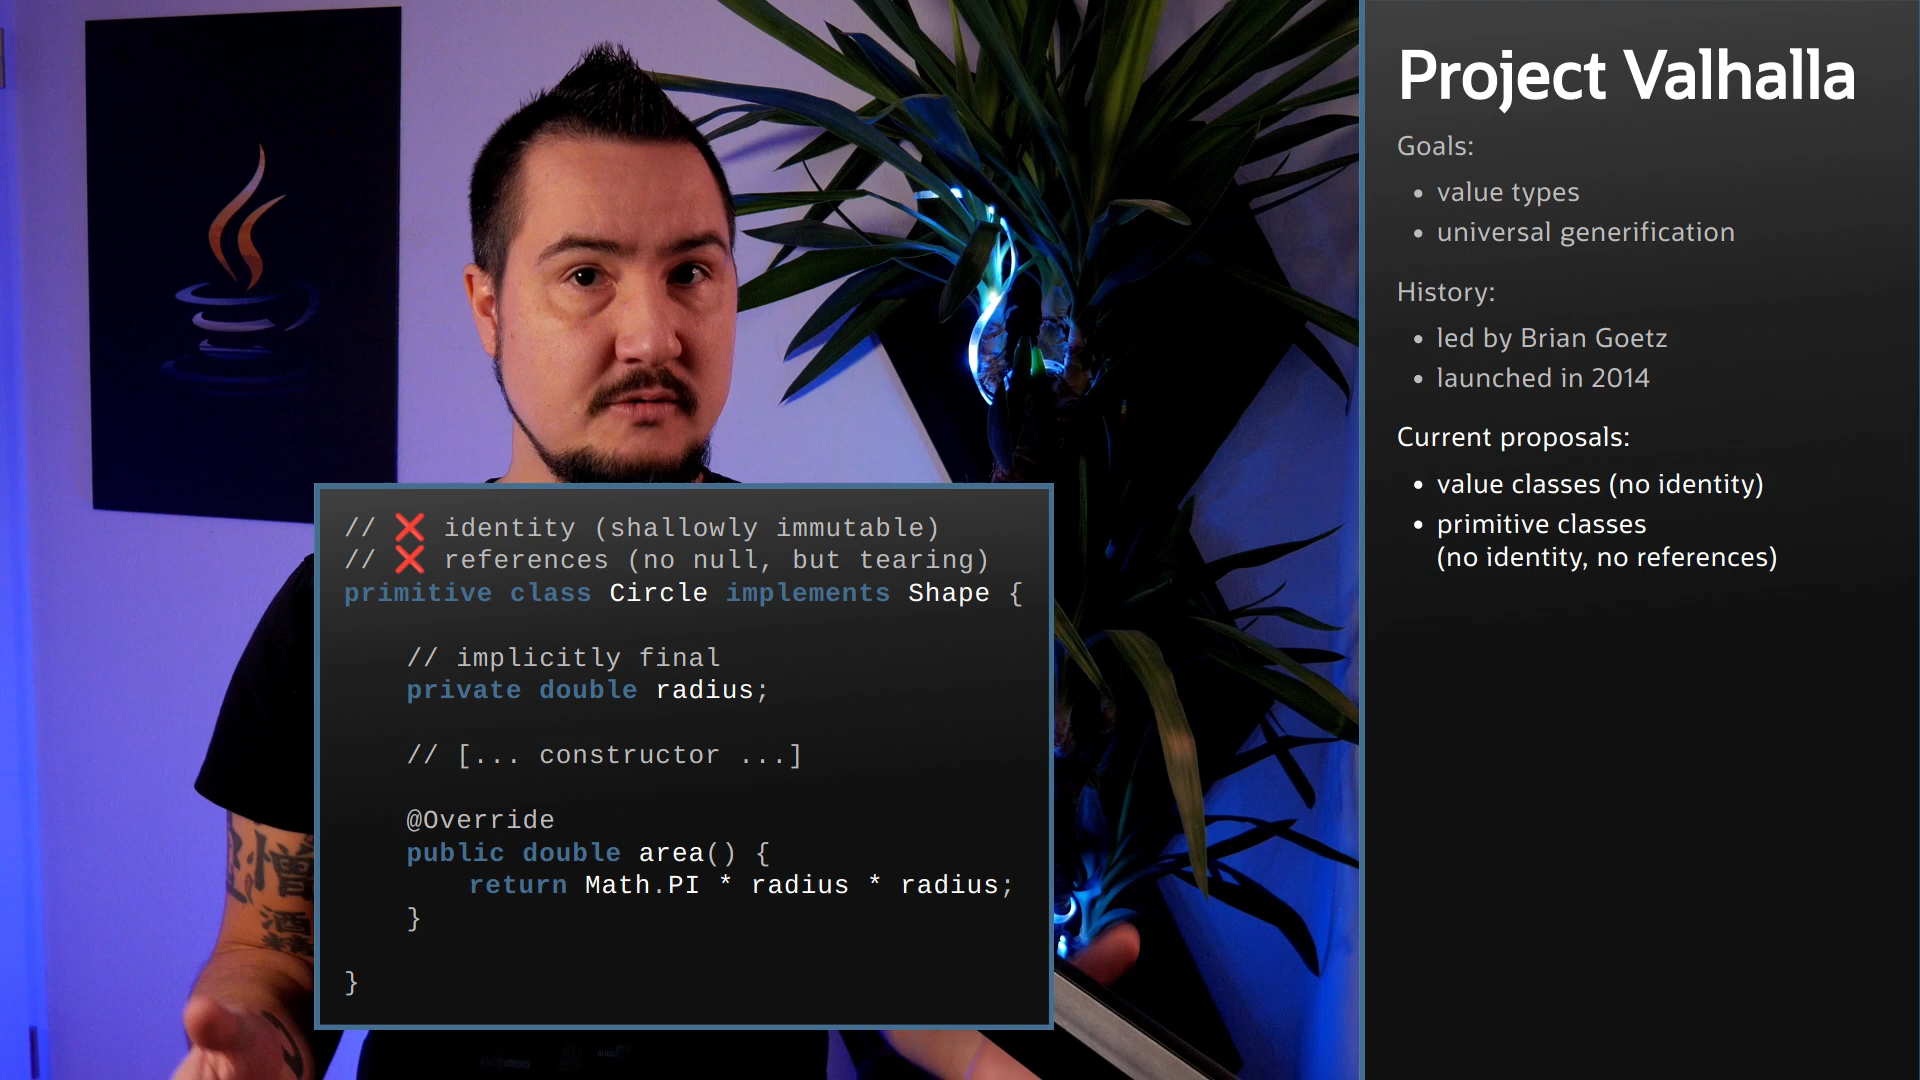 Project Valhalla
Goals:
• value types
• universal generification
History:
• led by Brian Goetz
• launched in 2014
Current proposals:
• value classes (no identity)
• primitive classes
(no identity, no references)
// ❌ identity (shallowly immutable)
// ❌ references (no null, but tearing)
primitive class Circle implements Shape {
// implicitly final
private double radius;
// [... constructor ...]
@Override
public double area() {
return Math.PI * radius * radius;
}
}
酒